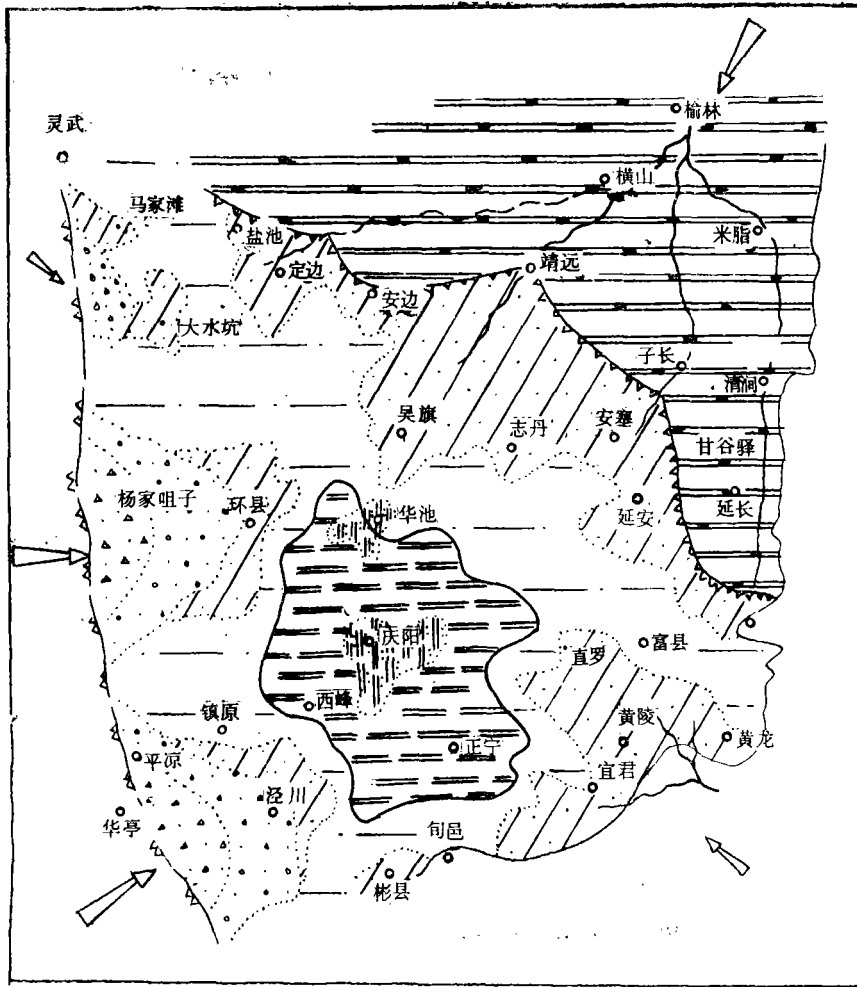 榆林
灵武
横山
马家滩
米脂
盐池
靖远
定边
安边
大水坑
子长
清涧
吴旗
志丹
安塞
甘谷驿
杨家咀子
环县
延长
华池
延安
庆阳
直罗
富县
西峰
镇原
黄陵
黄龙
正宁
平凉
宜君
泾川
华亭
旬邑
彬县